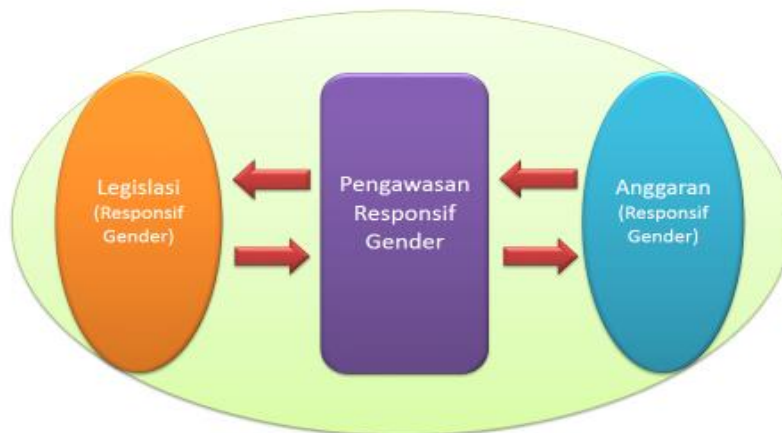 Legislasi
(Responsif
Gender)
Pengawasan
Responsif
Gender
Anggaran
(Responsif
Gender)